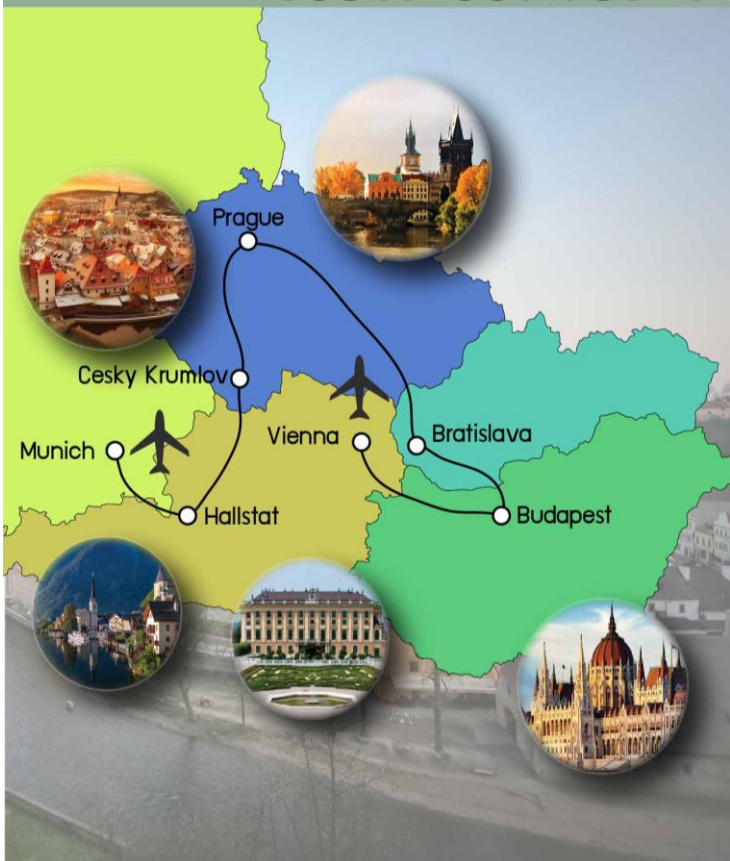 Prague
Cesky Krumlov
Munich
Vienna
Bratislava
Hallstat
Budapest